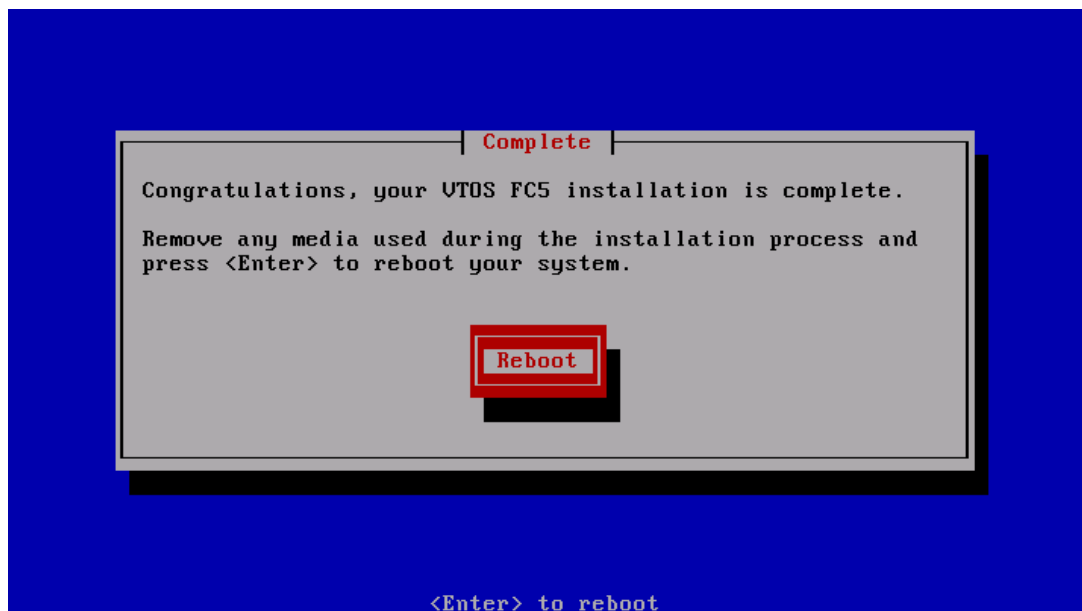 Complete
Congratulations, your VTOS FC5 installation is complete.
Remove any media used during the installation process and
press <Enter> to reboot your system.
Reboot
<Enter> to reboot